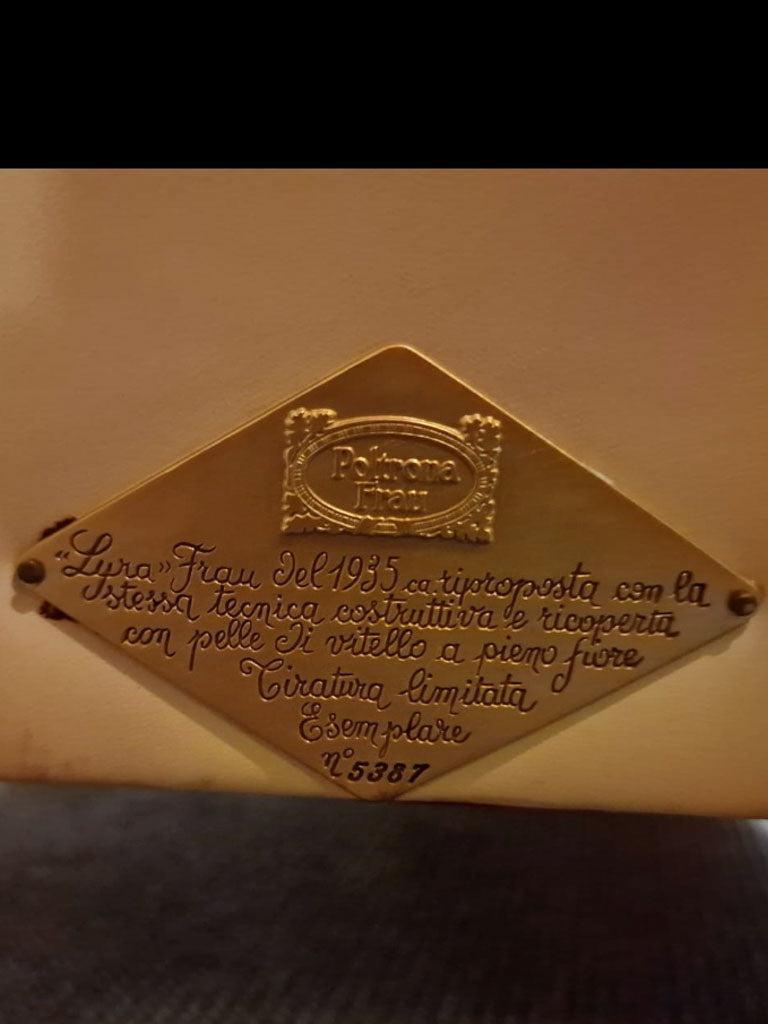 Poltrona
Frau
"Lyra" Frau del 1935 ca. riproposta con la
stessa tecnica costruttiva e ricoperta
con pelle di vitello a pieno fiore
Tiratura limitata
Esemplare
n° 5387